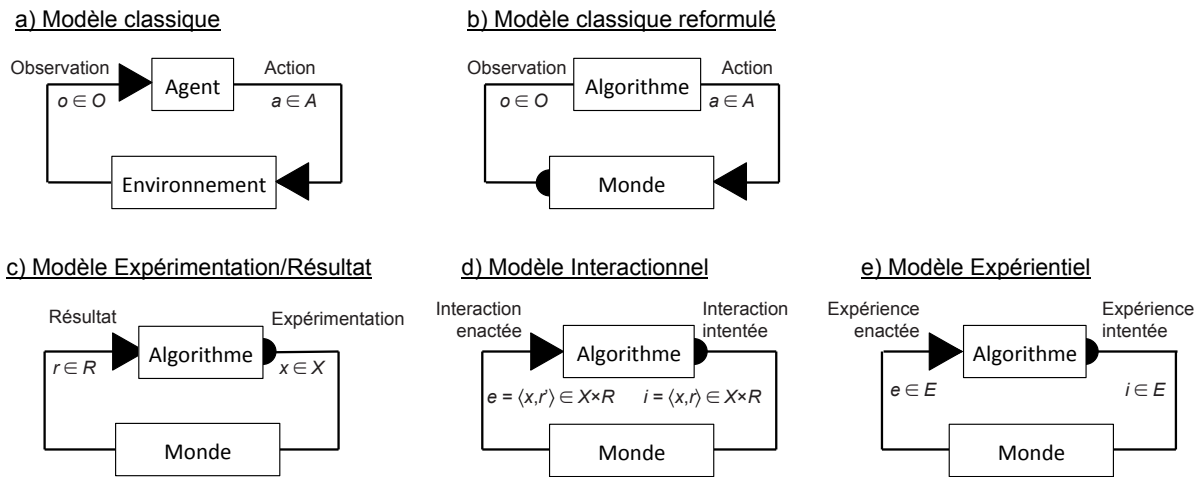 a) Modèle classique
Observation
o ∈ O
Agent
Action
a ∈ A
Environnement
b) Modèle classique reformulé
Observation
o ∈ O
Algorithme
Action
a ∈ A
Monde
c) Modèle Expérimentation/Résultat
Résultat
r ∈ R
Algorithme
Expérimentation
x ∈ X
Monde
d) Modèle Interactionnel
Interaction
enactée
Algorithme
Interaction
intentée
e = ⟨x,r'⟩ ∈ X×R
i = ⟨x,r⟩ ∈ X×R
Monde
e) Modèle Expérientiel
Expérience
enactée
Algorithme
Expérience
intentée
e ∈ E
i ∈ E
Monde